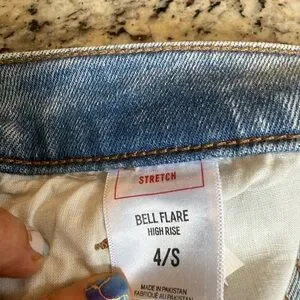 STRETCH
BELL FLARE
HIGH RISE
4/S
MADE IN PAKISTAN
FABRIQUÉ AU PAKISTAN